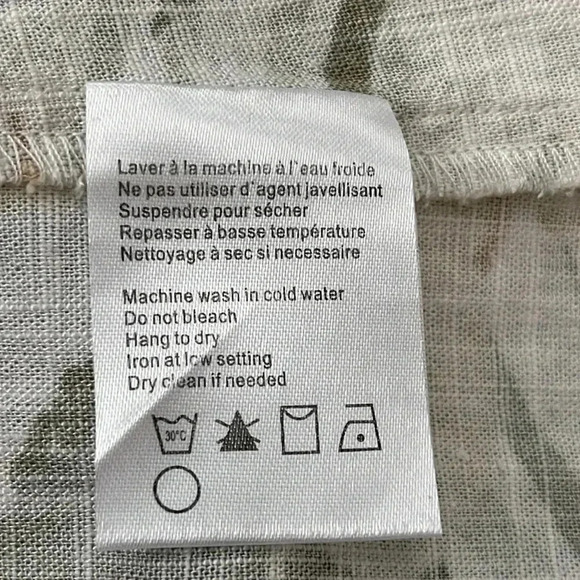 Laver à la machine à l'eau froide
Ne pas utiliser d'agent javellisant
Suspendre pour sécher
Repasser à basse température
Nettoyage à sec si necessaire
Machine wash in cold water
Do not bleach
Hang to dry
Iron at low setting
Dry clean if needed
30°C